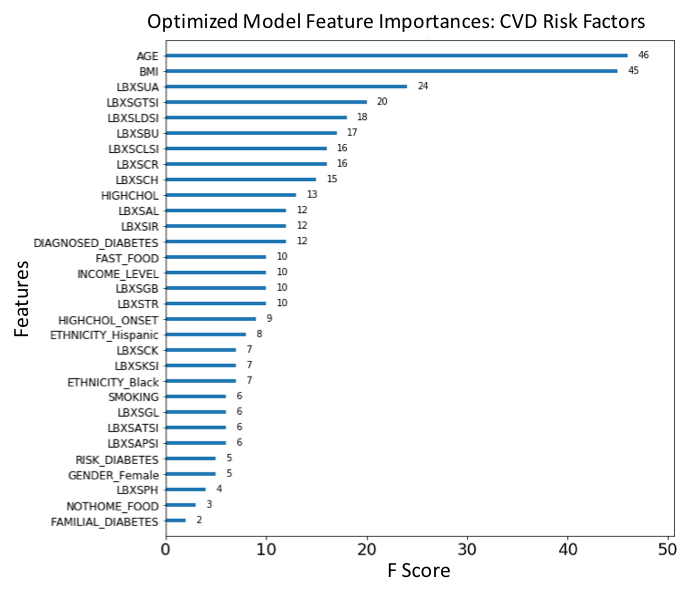 Optimized Model Feature Importances: CVD Risk Factors
Features
AGE 46
BMI 45
LBXSUA 24
LBXSGTSI 20
LBXSLDSI 18
LBXSBU 17
LBXSCLSI 16
LBXSCR 16
LBXSCH 15
HIGHCHOL 13
LBXSAL 12
LBXSIR 12
DIAGNOSED_DIABETES 12
FAST_FOOD 10
INCOME_LEVEL 10
LBXSGB 10
LBXSTR 10
HIGHCHOL_ONSET 9
ETHNICITY_Hispanic 8
LBXSCK 7
LBXSKSI 7
ETHNICITY_Black 7
SMOKING 6
LBXSGL 6
LBXSATSI 6
LBXSAPSI 6
RISK_DIABETES 5
GENDER_Female 5
LBXSPH 4
NOTHOME_FOOD 3
FAMILIAL_DIABETES 2
0 10 20 30 40 50
F Score